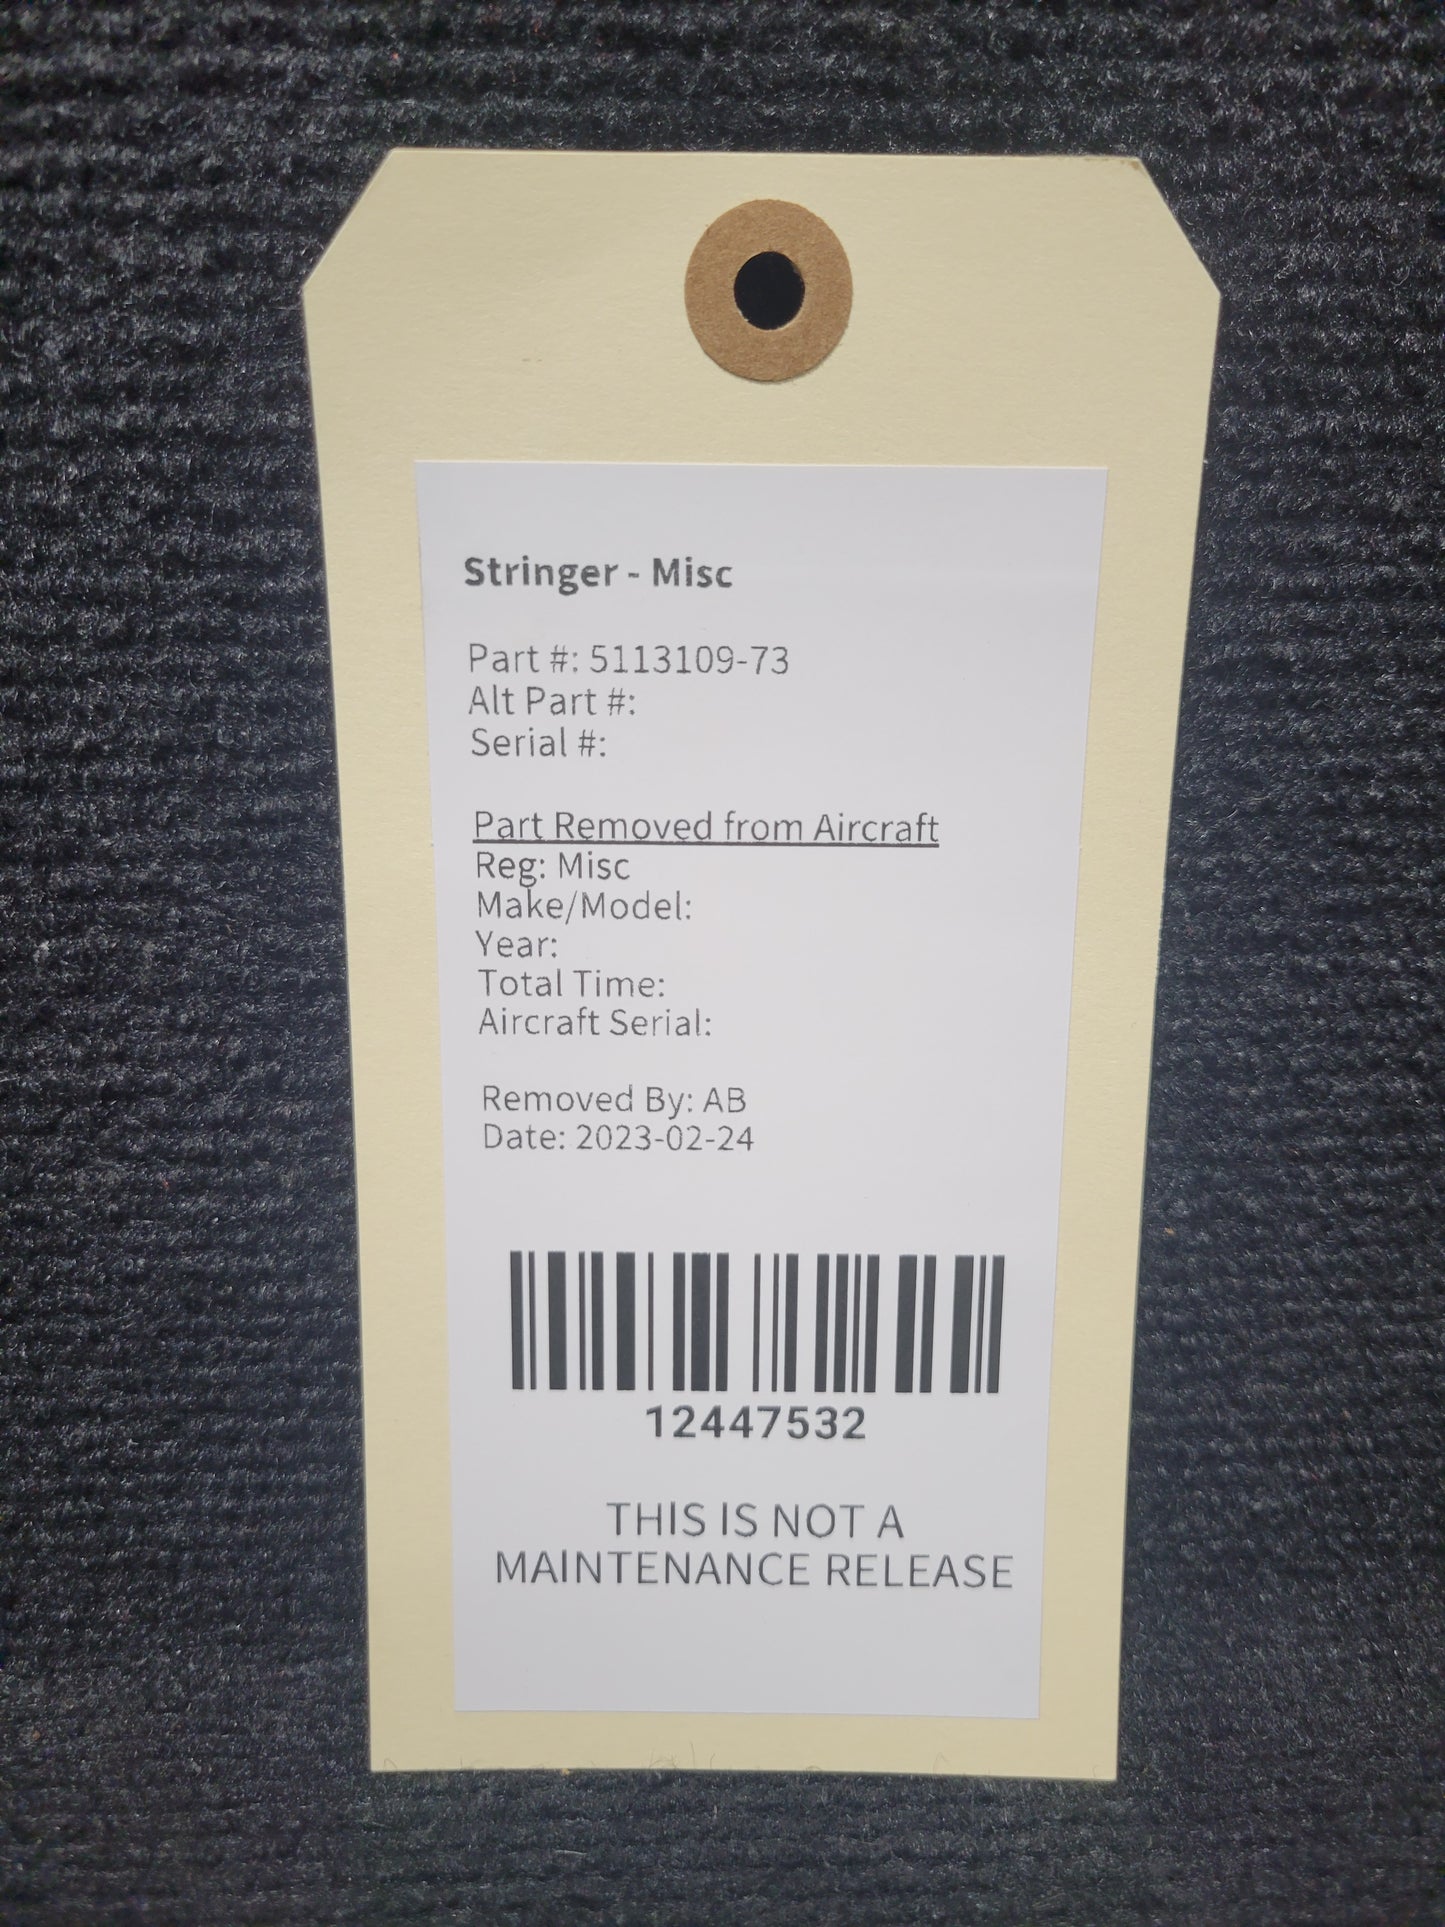 Stringer - Misc
Part #: 5113109-73
Alt Part #:
Serial #:
Part Removed from Aircraft
Reg: Misc
Make/Model:
Year:
Total Time:
Aircraft Serial:
Removed By: AB
Date: 2023-02-24
12447532
THIS IS NOT A
MAINTENANCE RELEASE